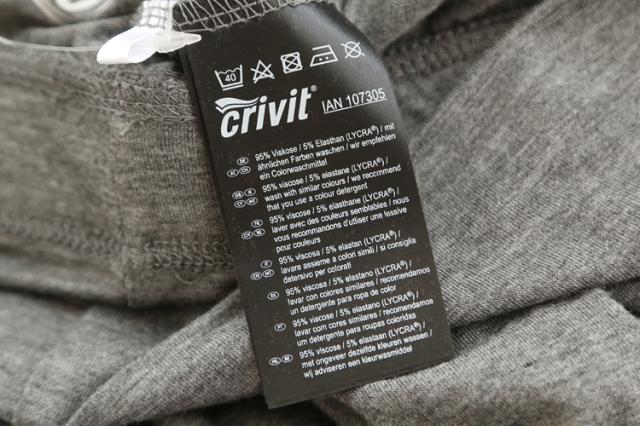 40
crivit® IAN 107305
95% Viskose / 5% Elasthan (LYCRA®) / mit
ähnlichen Farben waschen / wir empfehlen
ein Colorwaschmittel
95% viscose / 5% elastane (LYCRA®) /
wash with similar colours / we recommend
that you use a colour detergent
95% viscose / 5% élasthanne (LYCRA®) /
laver avec des couleurs semblables / nous
vous recommandons d'utiliser une lessive
pour couleurs
95% viscosa / 5% elastan (LYCRA®) /
lavare assieme a colori simili / si consiglia
detersivo per colorati
95% viscosa / 5% elastano (LYCRA®) /
lavar con colores similares / recomendamos
un detergente para ropa de color
95% viscose / 5% elastano (LYCRA®) /
lavar com cores similares / recomendamos
um detergente para roupas coloridas
95% viscose / 5% elastaan (LYCRA®) /
met ongeveer dezelfde kleuren wassen /
wij adviseren een kleurwasmiddel